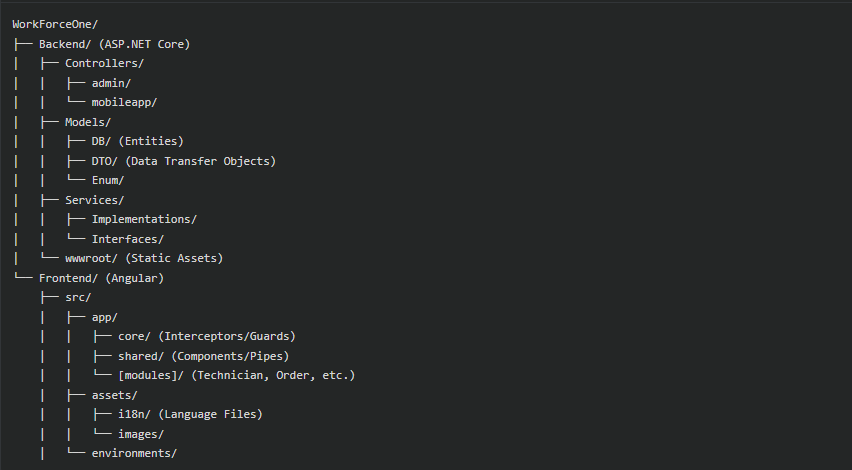 WorkForceOne/
├── Backend/ (ASP.NET Core)
│   ├── Controllers/
│   │   ├── admin/
│   │   └── mobileapp/
│   ├── Models/
│   │   ├── DB/ (Entities)
│   │   ├── DTO/ (Data Transfer Objects)
│   │   └── Enum/
│   ├── Services/
│   │   ├── Implementations/
│   │   └── Interfaces/
│   └── wwwroot/ (Static Assets)
└── Frontend/ (Angular)
    ├── src/
    │   ├── app/
    │   │   ├── core/ (Interceptors/Guards)
    │   │   ├── shared/ (Components/Pipes)
    │   │   └── [modules]/ (Technician, Order, etc.)
    │   ├── assets/
    │   │   ├── i18n/ (Language Files)
    │   │   └── images/
    │   └── environments/